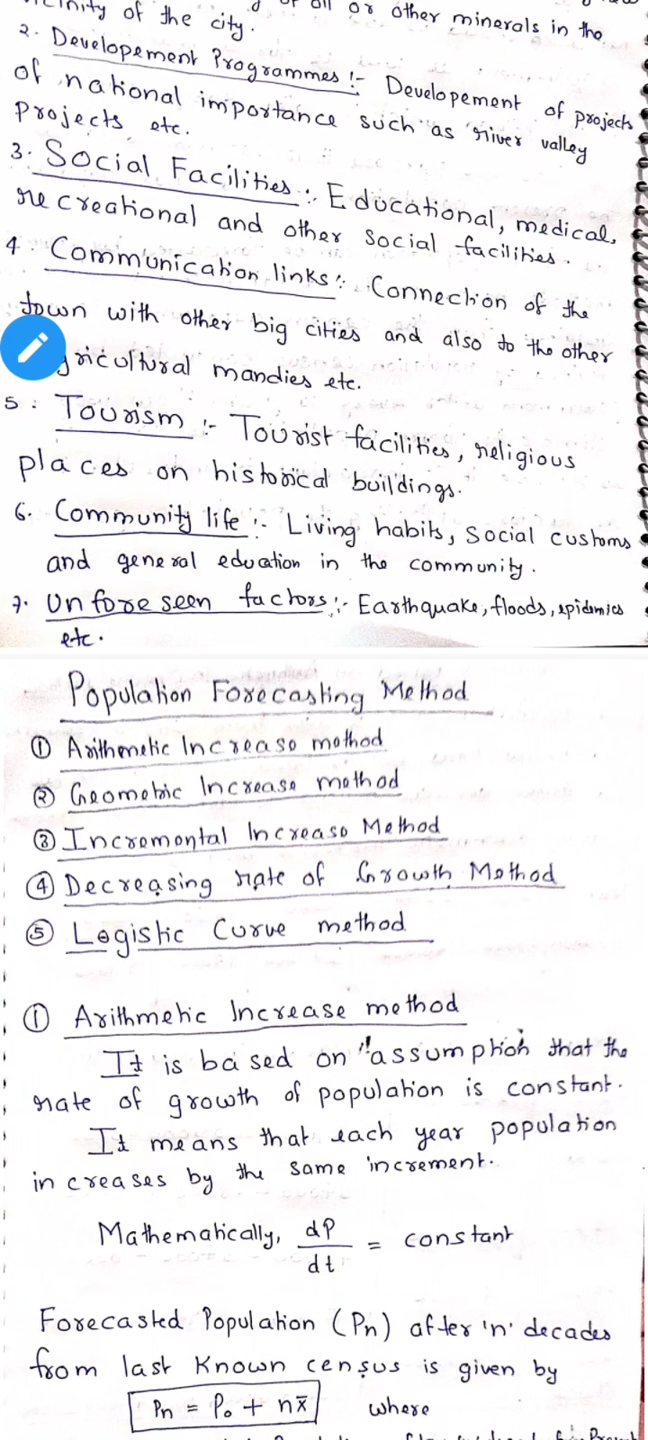 of the city. of oil or other minerals in the
2. Developement Programmes :- Developement of projects
of national importance such as river valley
projects, etc.
3. Social Facilities :- Educational, medical,
recreational and other social facilities.
4. Communication links :- Connection of the
town with other big cities and also to the other
gricultural mandies etc.
5 : Tourism :- Tourist facilities, religious
places on historical buildings.
6. Community life :- Living habits, social customs
and general education in the community.
7. Unforeseen factors :- Earthquake, floods, epidemics
etc.
Population Forecasting Method
① Arithmetic Increase method
② Geometric Increase method
③ Incremental Increase Method
④ Decreasing rate of Growth Method
⑤ Logistic Curve method
① Arithmetic Increase method
It is based on "assumption that the
rate of growth of population is constant.
It means that each year population
increases by the same increment.
Mathematically, dP/dt = constant
Forecasted Population (Pn) after 'n' decades
from last known census is given by
Pn = P₀ + nx̄ where